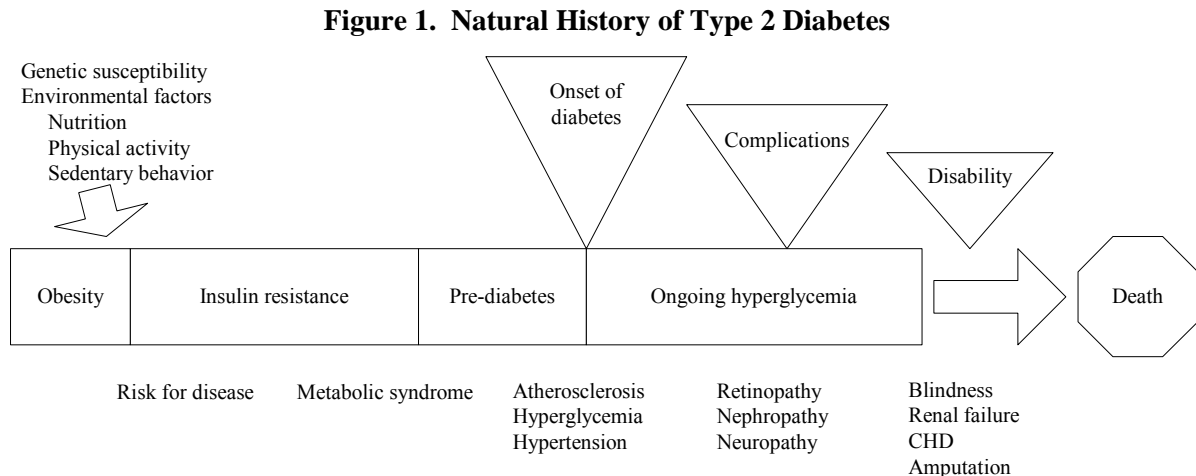 Figure 1. Natural History of Type 2 Diabetes
Genetic susceptibility
Environmental factors
Nutrition
Physical activity
Sedentary behavior
Onset of
diabetes
Complications
Disability
Obesity
Insulin resistance
Pre-diabetes
Ongoing hyperglycemia
Death
Risk for disease
Metabolic syndrome
Atherosclerosis
Hyperglycemia
Hypertension
Retinopathy
Nephropathy
Neuropathy
Blindness
Renal failure
CHD
Amputation